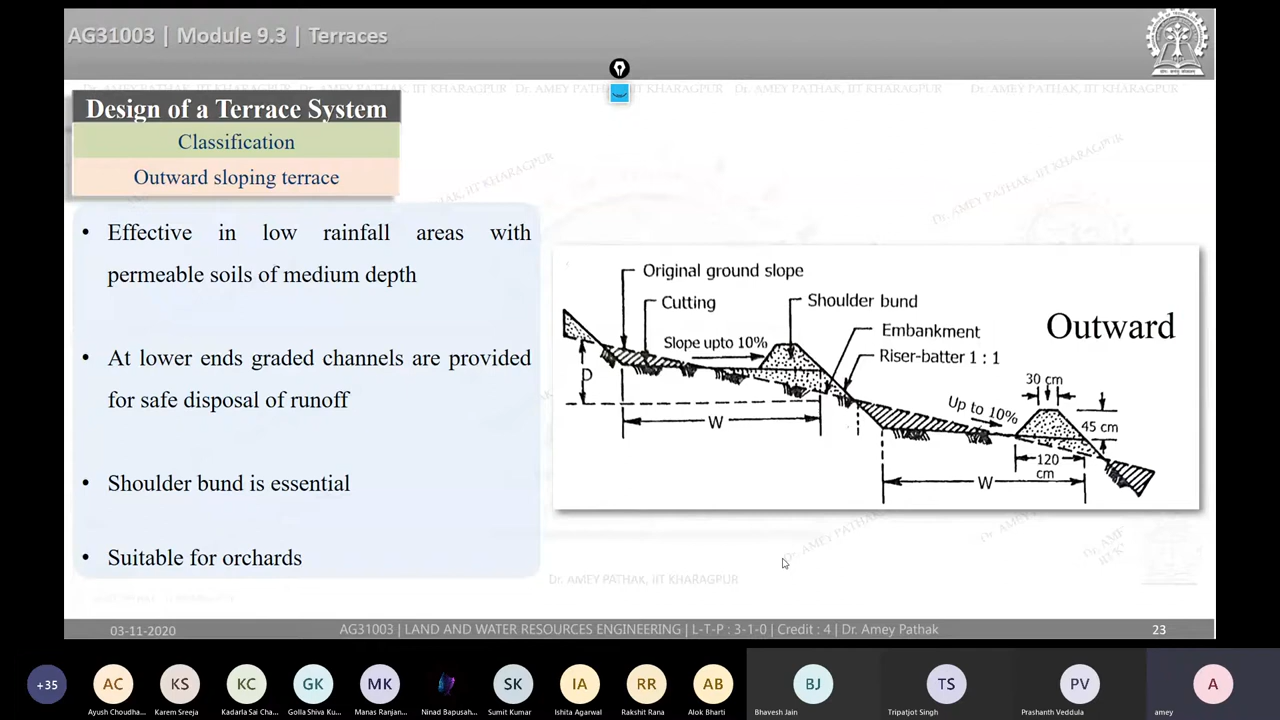 AG31003 | Module 9.3 | Terraces
Design of a Terrace System
Classification
Outward sloping terrace
• Effective in low rainfall areas with
permeable soils of medium depth
• At lower ends graded channels are provided
for safe disposal of runoff
• Shoulder bund is essential
• Suitable for orchards
Original ground slope
Cutting
Shoulder bund
Slope upto 10%
Embankment
Riser-batter 1 : 1
Outward
D
W
30 cm
Up to 10%
45 cm
120
cm
W
Dr. AMEY PATHAK, IIT KHARAGPUR
03-11-2020
AG31003 | LAND AND WATER RESOURCES ENGINEERING | L-T-P : 3-1-0 | Credit : 4 | Dr. Amey Pathak
23
+35
AC
KS
KC
GK
MK
SK
IA
RR
AB
BJ
TS
PV
A
Ayush Choudha...
Karem Sreeja
Kadarla Sai Cha...
Golla Shiva Ku...
Manas Ranjan...
Ninad Bapusah...
Sumit Kumar
Ishita Agarwal
Rakshit Rana
Alok Bharti
Bhavesh Jain
Tripatjot Singh
Prashanth Veddula
amey